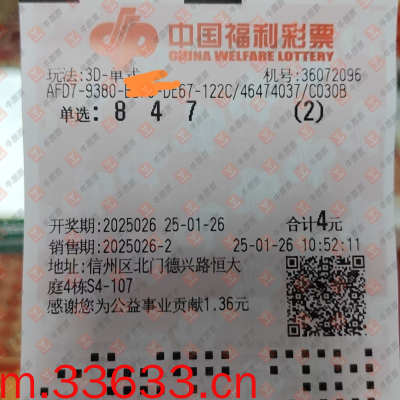 中国福利彩票
CHINA WELFARE LOTTERY
玩法:3D-单式
机号:36072096
AFD7-9380- -DE67-122C/46474037/C030B
单选: 8 4 7 (2)
开奖期:2025026 25-01-26 合计4元
销售期:2025026-2 25-01-26 10:52:11
地址:信州区北门德兴路恒大
庭4栋S4-107
感谢您为公益事业贡献1.36元
m.33633.cn